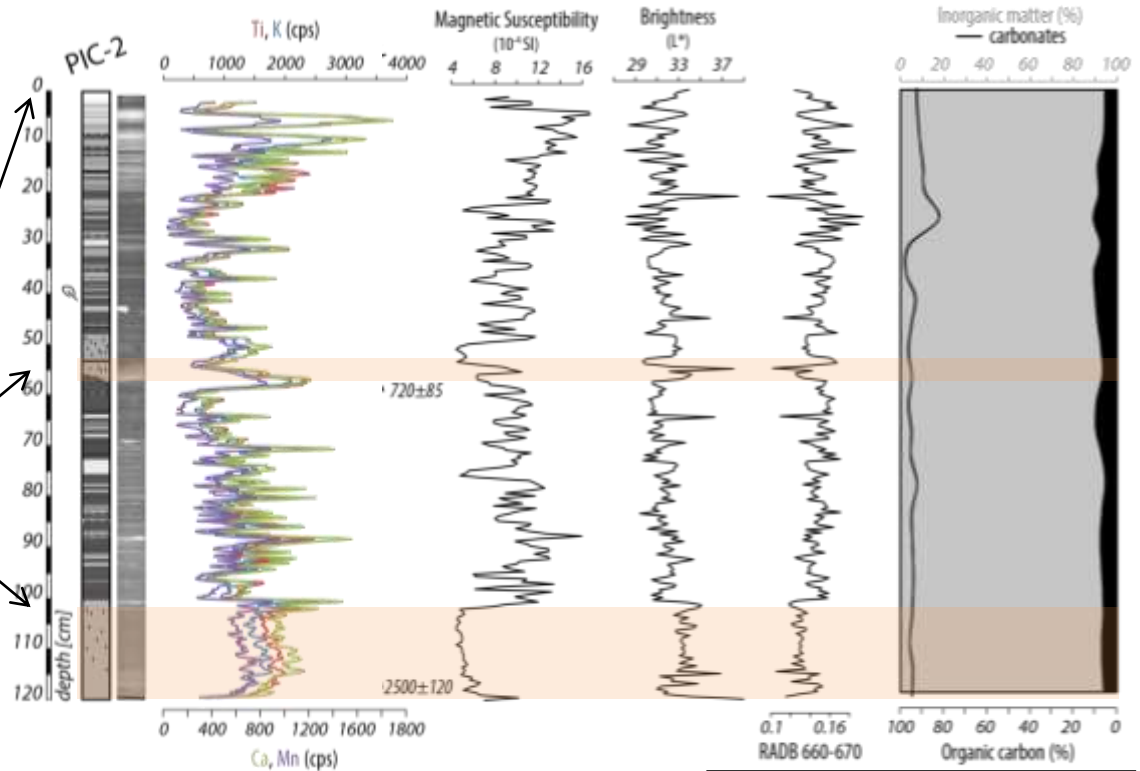 PIC-2
Ti, K (cps)
0 1000 2000 3000 4000
Magnetic Susceptibility
(10⁻⁶SI)
4 8 12 16
Brightness
(L*)
29 33 37
Inorganic matter (%)
carbonates
0 20 40 60 80 100
0
10
20
30
40
50
60
70
80
90
100
110
120
depth [cm]
720±85
2500±120
0 400 800 1200 1600 1800
Ca, Mn (cps)
0.1 0.16
RADB 660-670
100 80 60 40 20 0
Organic carbon (%)